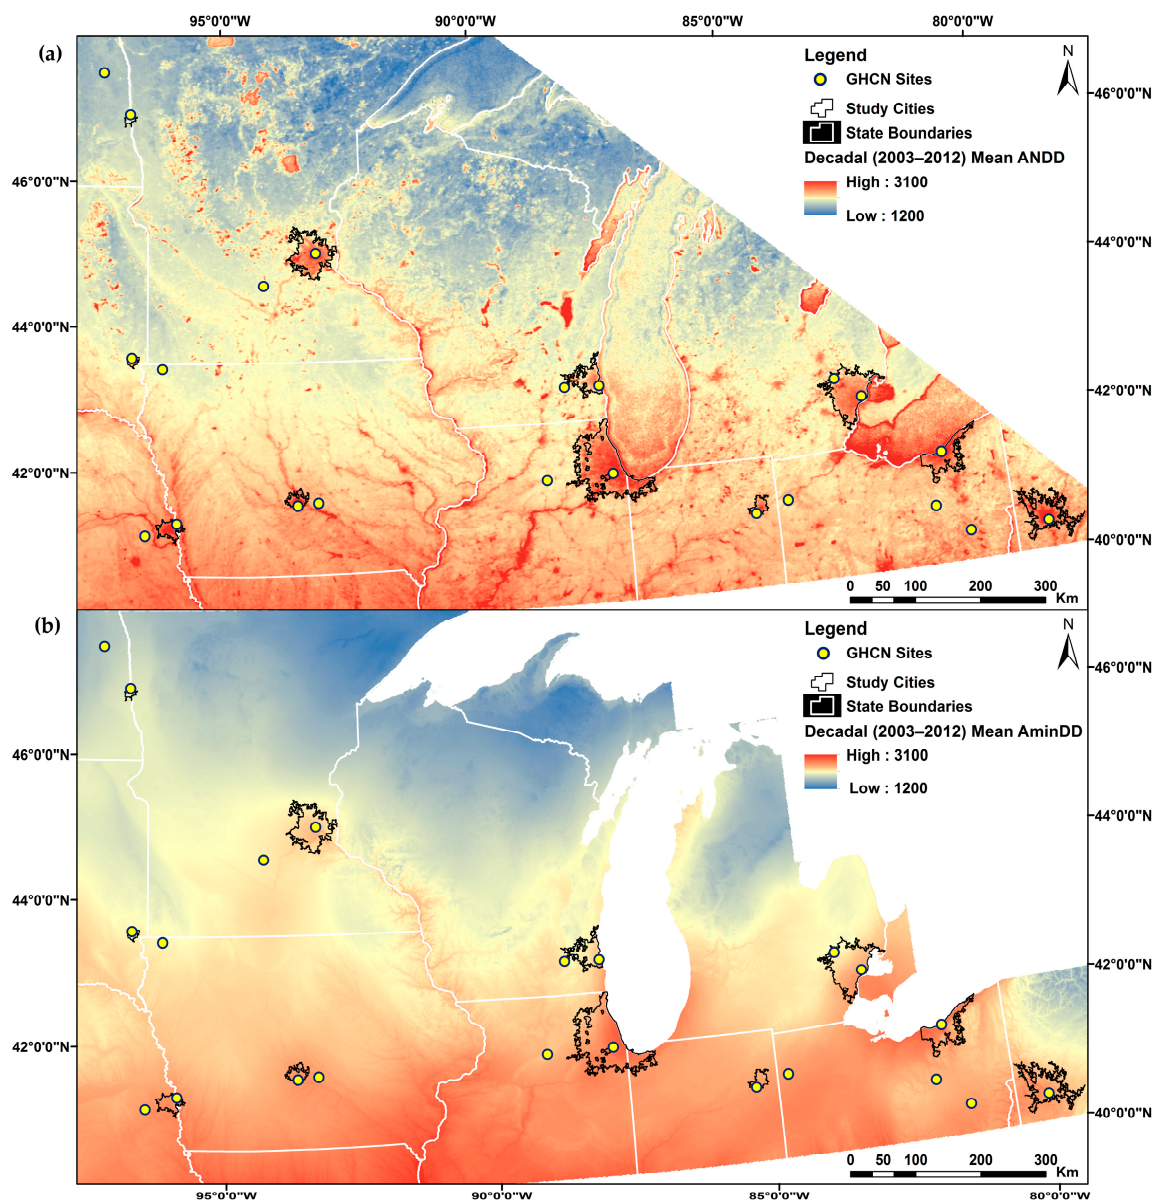 95°0'0"W 90°0'0"W 85°0'0"W 80°0'0"W
(a)
Legend
GHCN Sites
Study Cities
State Boundaries
Decadal (2003–2012) Mean ANDD
High : 3100
Low : 1200
N
46°0'0"N
44°0'0"N
42°0'0"N
40°0'0"N
46°0'0"N
44°0'0"N
42°0'0"N
0 50 100 200 300
Km
(b)
Legend
GHCN Sites
Study Cities
State Boundaries
Decadal (2003–2012) Mean AminDD
High : 3100
Low : 1200
N
46°0'0"N
44°0'0"N
42°0'0"N
40°0'0"N
46°0'0"N
44°0'0"N
42°0'0"N
0 50 100 200 300
Km
95°0'0"W 90°0'0"W 85°0'0"W 80°0'0"W